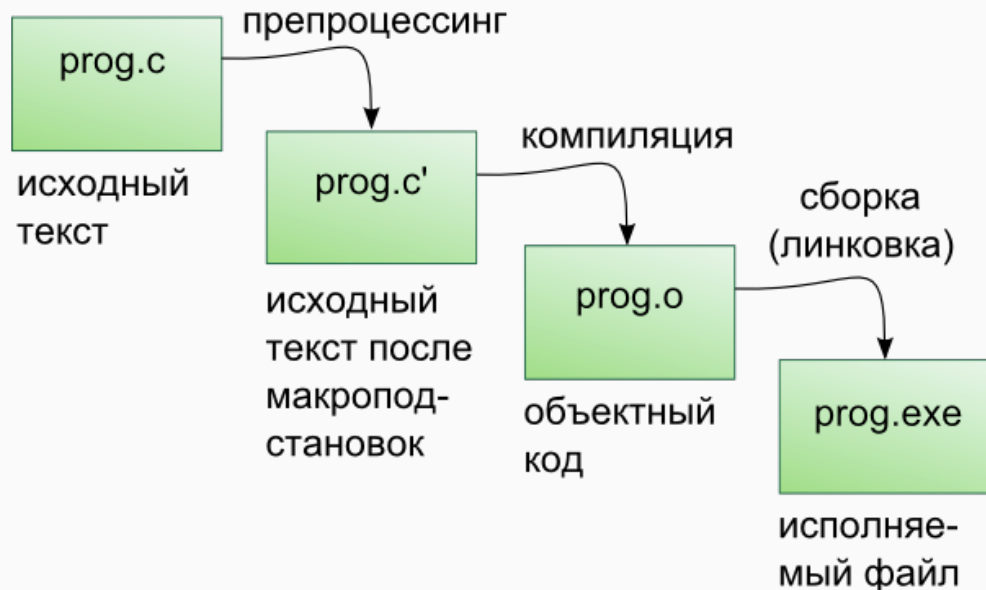 prog.c
препроцессинг
исходный
текст
prog.c'
компиляция
исходный
текст после
макропод-
становок
prog.o
сборка
(линковка)
объектный
код
prog.exe
исполняе-
мый файл